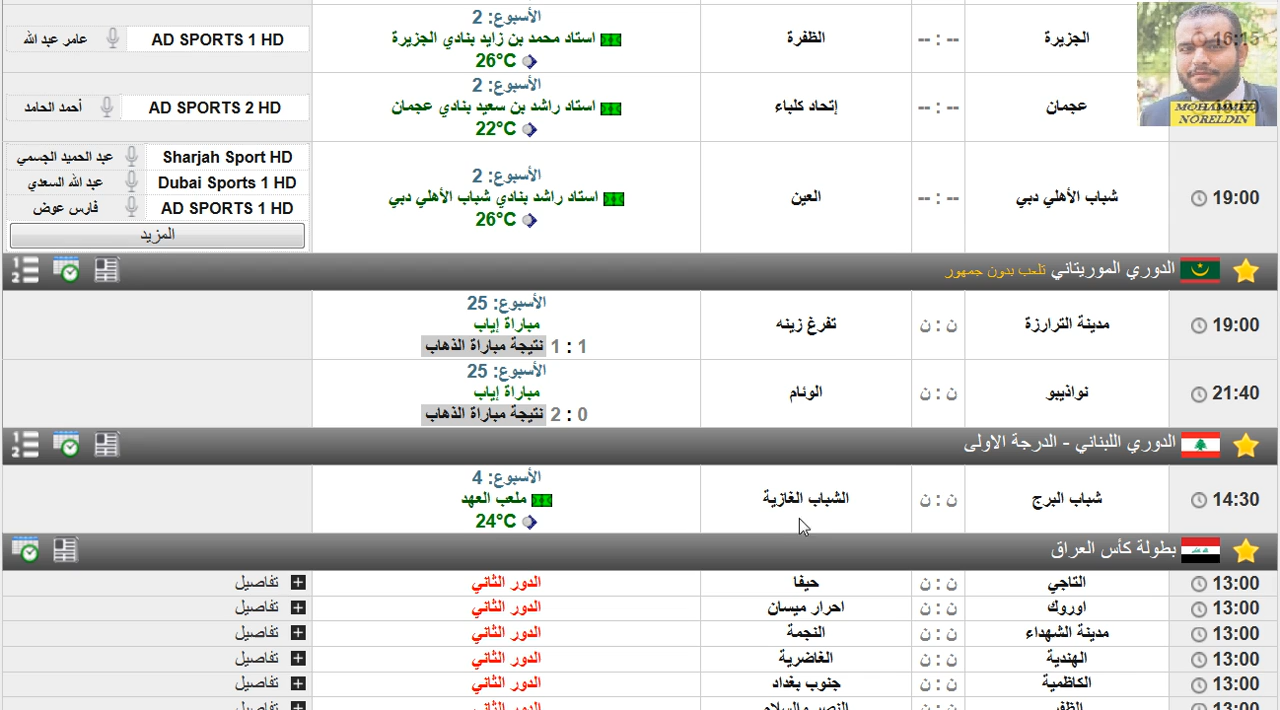 16:15 الجزيرة -- : -- الظفرة
الأسبوع: 2
استاد محمد بن زايد بنادي الجزيرة
26°C
AD SPORTS 1 HD عامر عبد الله
MOHAMMED
NORELDIN
عجمان -- : -- إتحاد كلباء
الأسبوع: 2
استاد راشد بن سعيد بنادي عجمان
22°C
AD SPORTS 2 HD أحمد الحامد
19:00 شباب الأهلي دبي -- : -- العين
الأسبوع: 2
استاد راشد بنادي شباب الأهلي دبي
26°C
Sharjah Sport HD عبد الحميد الجسمي
Dubai Sports 1 HD عبد الله السعدي
AD SPORTS 1 HD فارس عوض
المزيد
الدوري الموريتاني تلعب بدون جمهور
19:00 مدينة الترارزة ن : ن تفرغ زينه
الأسبوع: 25
مباراة إياب
1 : 1 نتيجة مباراة الذهاب
21:40 نواذيبو ن : ن الوئام
الأسبوع: 25
مباراة إياب
2 : 0 نتيجة مباراة الذهاب
الدوري اللبناني - الدرجة الاولى
14:30 شباب البرج ن : ن الشباب الغازية
الأسبوع: 4
ملعب العهد
24°C
بطولة كأس العراق
13:00 التاجي ن : ن حيفا الدور الثاني تفاصيل
13:00 اوروك ن : ن احرار ميسان الدور الثاني تفاصيل
13:00 مدينة الشهداء ن : ن النجمة الدور الثاني تفاصيل
13:00 الهندية ن : ن الغاضرية الدور الثاني تفاصيل
13:00 الكاظمية ن : ن جنوب بغداد الدور الثاني تفاصيل
13:00 ن : ن الدور الثاني تفاصيل